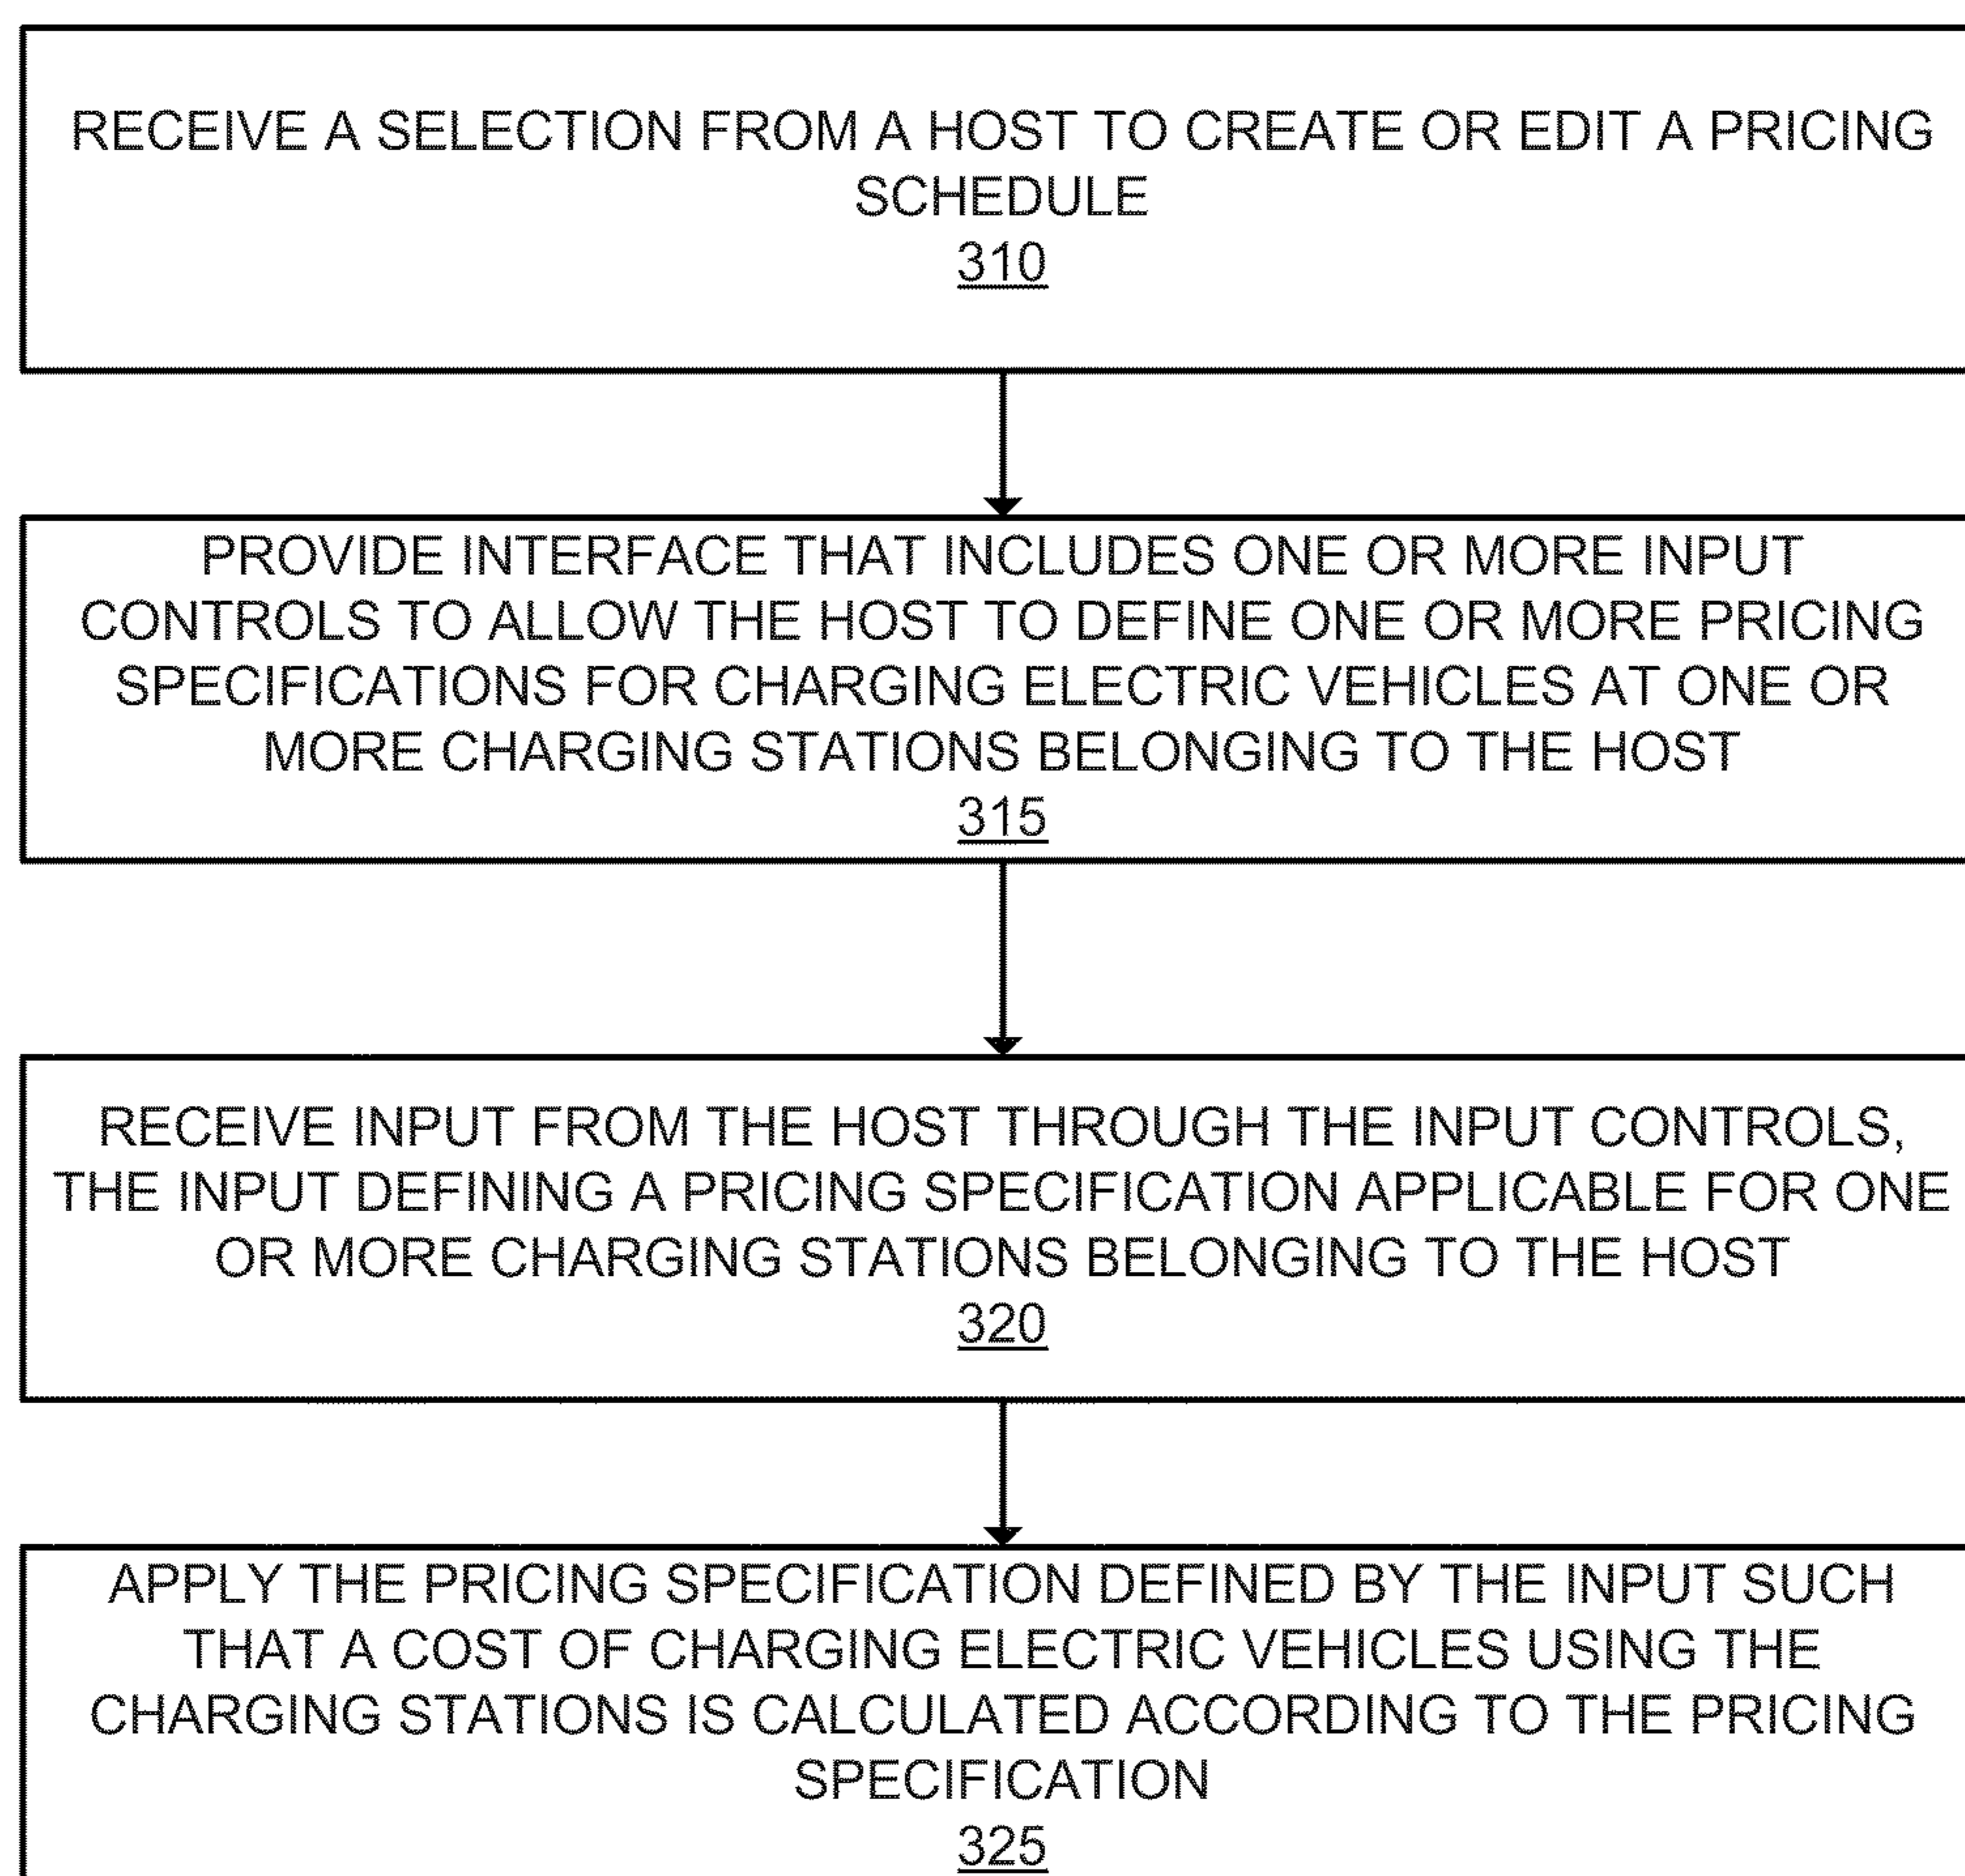 RECEIVE A SELECTION FROM A HOST TO CREATE OR EDIT A PRICING
SCHEDULE
310
PROVIDE INTERFACE THAT INCLUDES ONE OR MORE INPUT
CONTROLS TO ALLOW THE HOST TO DEFINE ONE OR MORE PRICING
SPECIFICATIONS FOR CHARGING ELECTRIC VEHICLES AT ONE OR
MORE CHARGING STATIONS BELONGING TO THE HOST
315
RECEIVE INPUT FROM THE HOST THROUGH THE INPUT CONTROLS,
THE INPUT DEFINING A PRICING SPECIFICATION APPLICABLE FOR ONE
OR MORE CHARGING STATIONS BELONGING TO THE HOST
320
APPLY THE PRICING SPECIFICATION DEFINED BY THE INPUT SUCH
THAT A COST OF CHARGING ELECTRIC VEHICLES USING THE
CHARGING STATIONS IS CALCULATED ACCORDING TO THE PRICING
SPECIFICATION
325